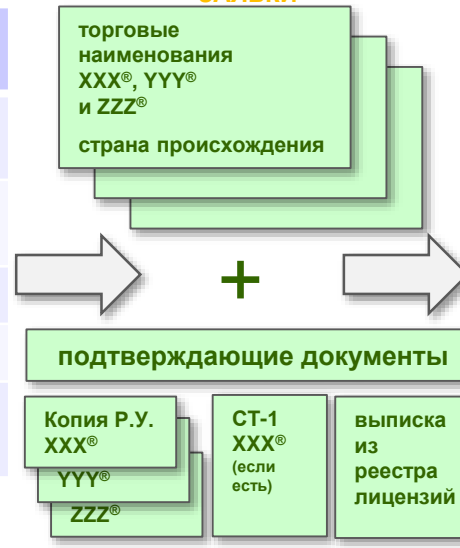 торговые
наименования
XXX®, YYY®
и ZZZ®
страна происхождения
+
подтверждающие документы
Копия Р.У.
XXX®
YYY®
ZZZ®
СТ-1
XXX®
(если
есть)
выписка
из
реестра
лицензий